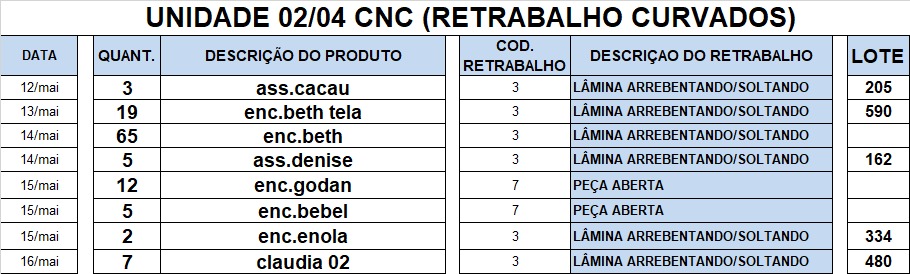 UNIDADE 02/04 CNC (RETRABALHO CURVADOS)
DATA QUANT. DESCRIÇÃO DO PRODUTO COD. RETRABALHO DESCRIÇAO DO RETRABALHO LOTE
12/mai 3 ass.cacau 3 LÂMINA ARREBENTANDO/SOLTANDO 205
13/mai 19 enc.beth tela 3 LÂMINA ARREBENTANDO/SOLTANDO 590
14/mai 65 enc.beth 3 LÂMINA ARREBENTANDO/SOLTANDO
14/mai 5 ass.denise 3 LÂMINA ARREBENTANDO/SOLTANDO 162
15/mai 12 enc.godan 7 PEÇA ABERTA
15/mai 5 enc.bebel 7 PEÇA ABERTA
15/mai 2 enc.enola 3 LÂMINA ARREBENTANDO/SOLTANDO 334
16/mai 7 claudia 02 3 LÂMINA ARREBENTANDO/SOLTANDO 480